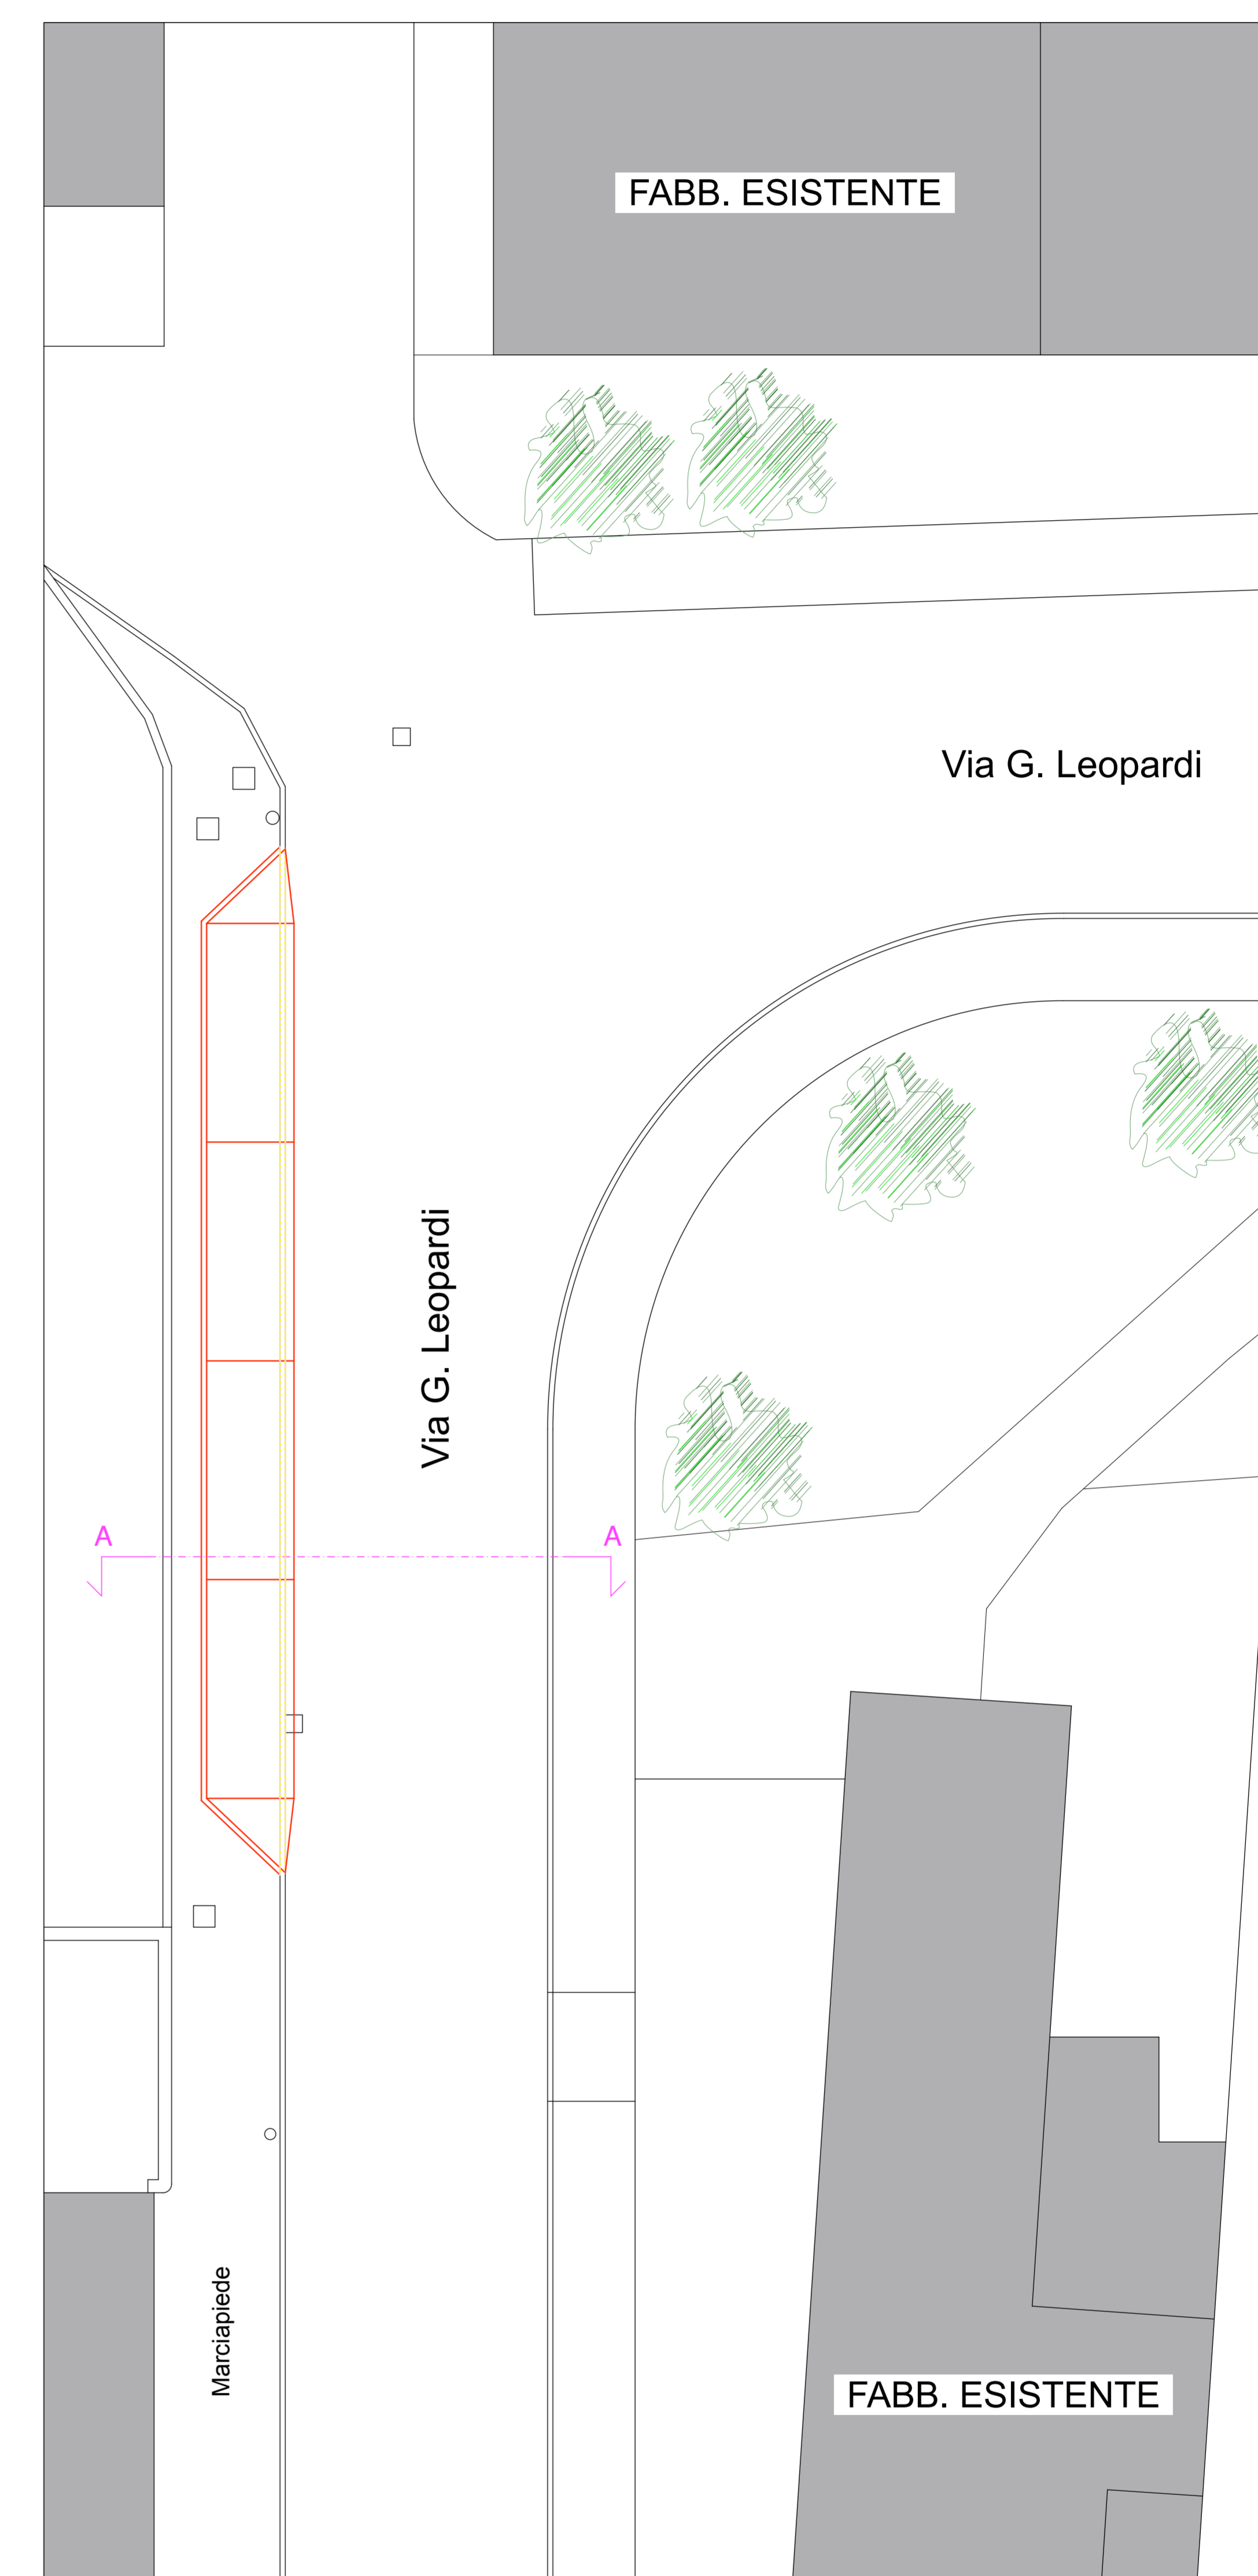 FABB. ESISTENTE
Via G. Leopardi
Via G. Leopardi
A
A
Marciapiede
FABB. ESISTENTE